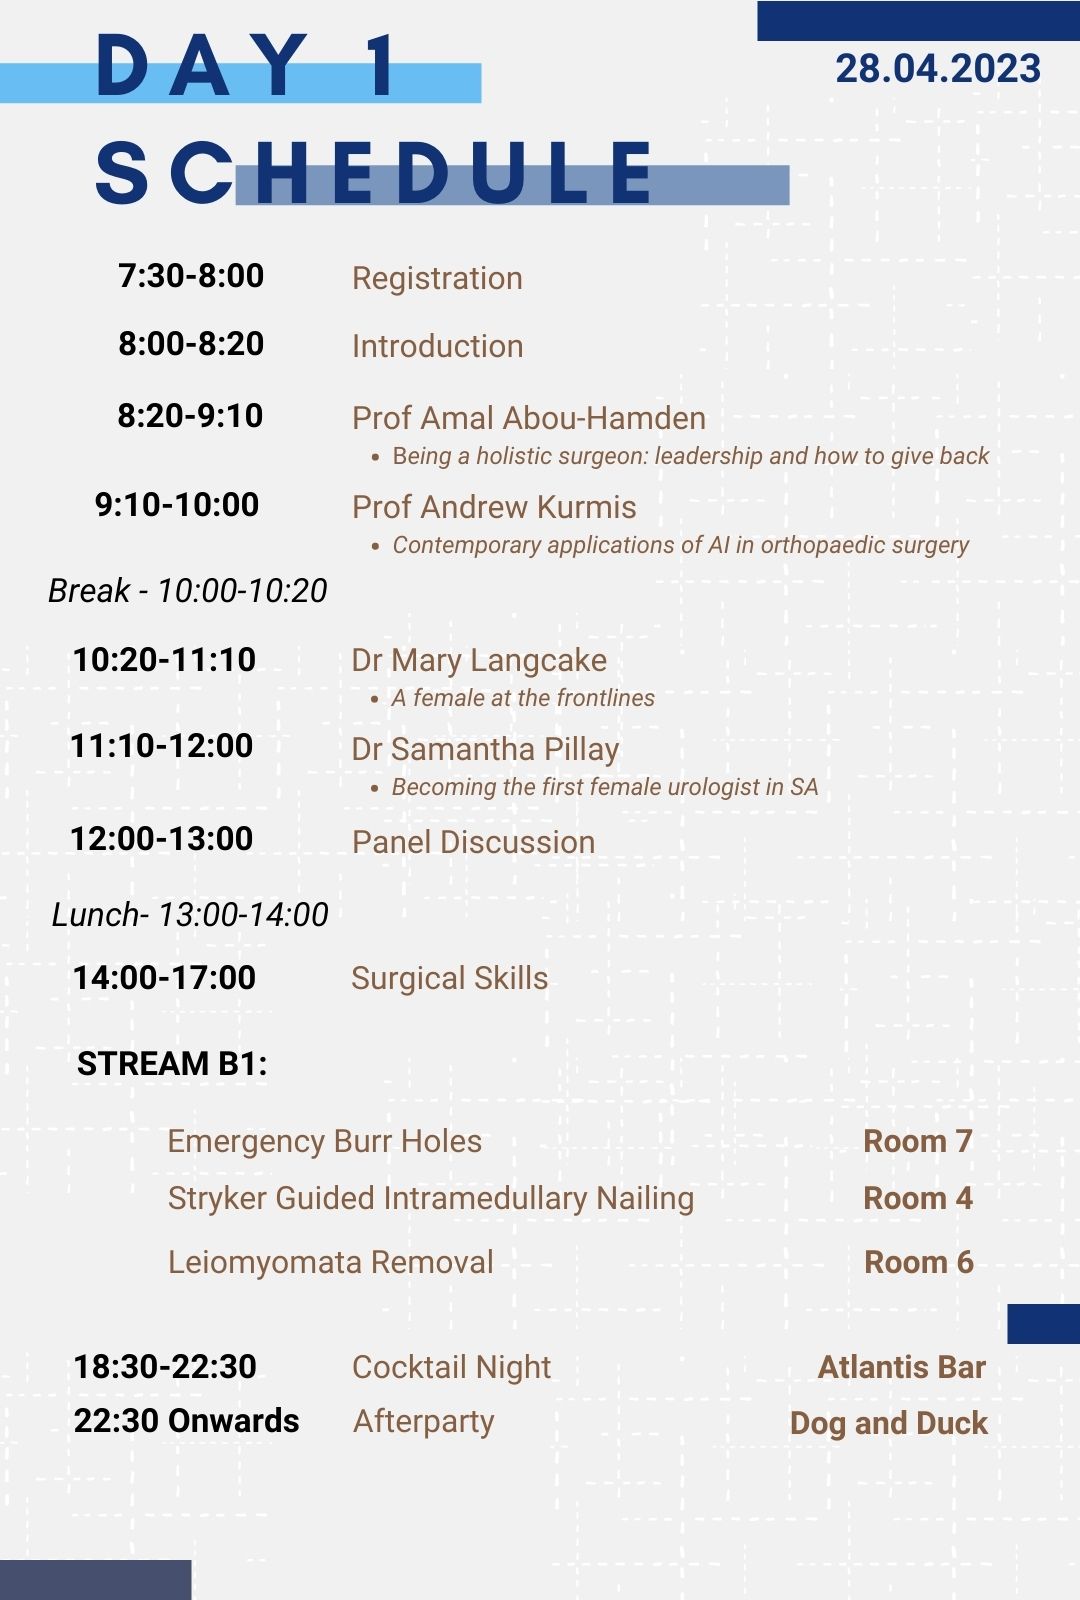 DAY 1
28.04.2023
SCHEDULE
7:30-8:00 Registration
8:00-8:20 Introduction
8:20-9:10 Prof Amal Abou-Hamden
• Being a holistic surgeon: leadership and how to give back
9:10-10:00 Prof Andrew Kurmis
• Contemporary applications of AI in orthopaedic surgery
Break - 10:00-10:20
10:20-11:10 Dr Mary Langcake
• A female at the frontlines
11:10-12:00 Dr Samantha Pillay
• Becoming the first female urologist in SA
12:00-13:00 Panel Discussion
Lunch- 13:00-14:00
14:00-17:00 Surgical Skills
STREAM B1:
Emergency Burr Holes Room 7
Stryker Guided Intramedullary Nailing Room 4
Leiomyomata Removal Room 6
18:30-22:30 Cocktail Night Atlantis Bar
22:30 Onwards Afterparty Dog and Duck